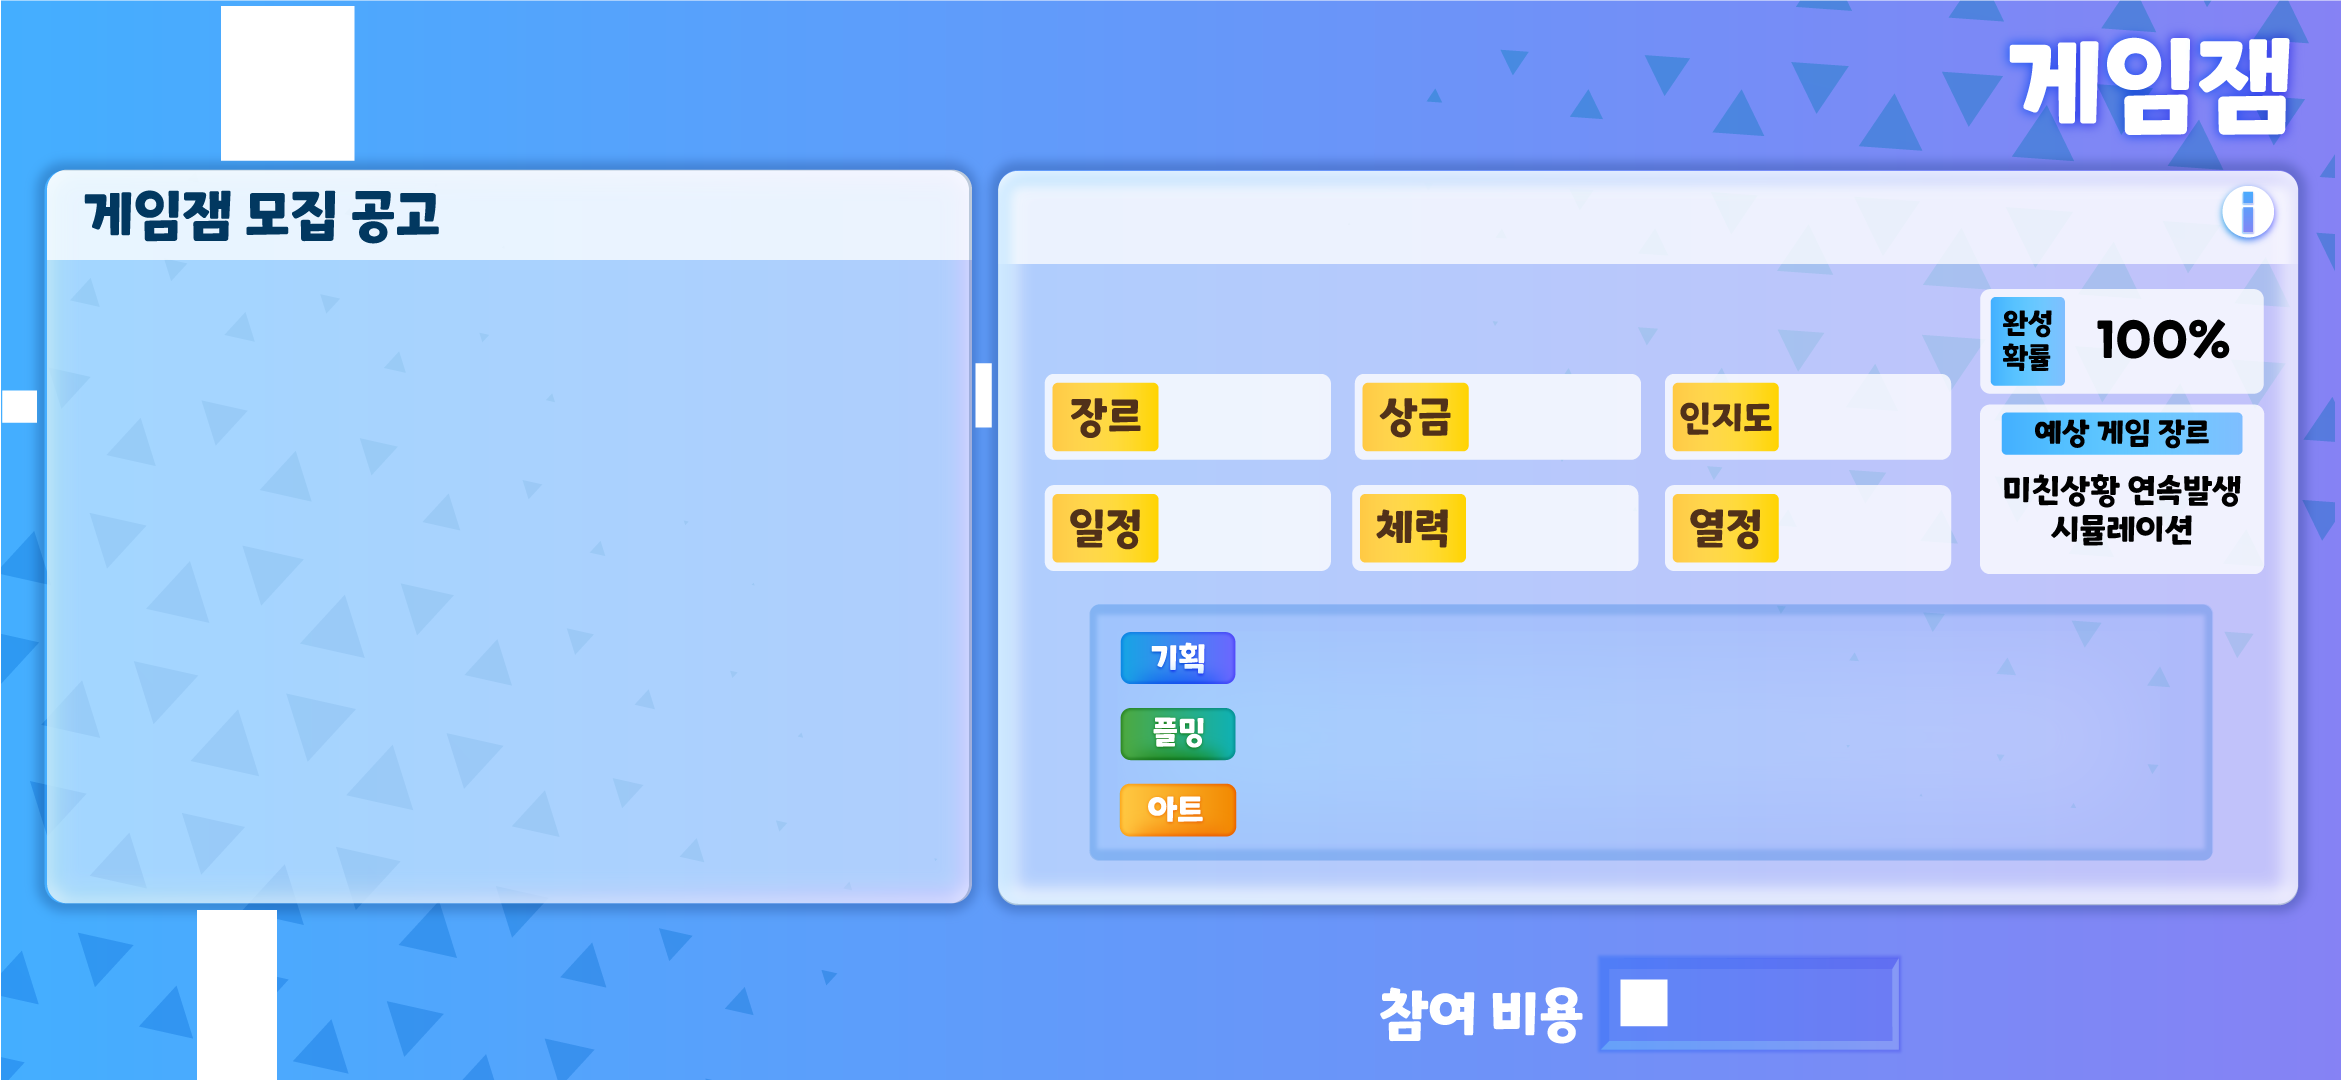 게임잼
게임잼 모집 공고
i
완성
확률
100%
장르
상금
인지도
예상 게임 장르
미친상황 연속발생
시뮬레이션
일정
체력
열정
기획
플밍
아트
참여 비용